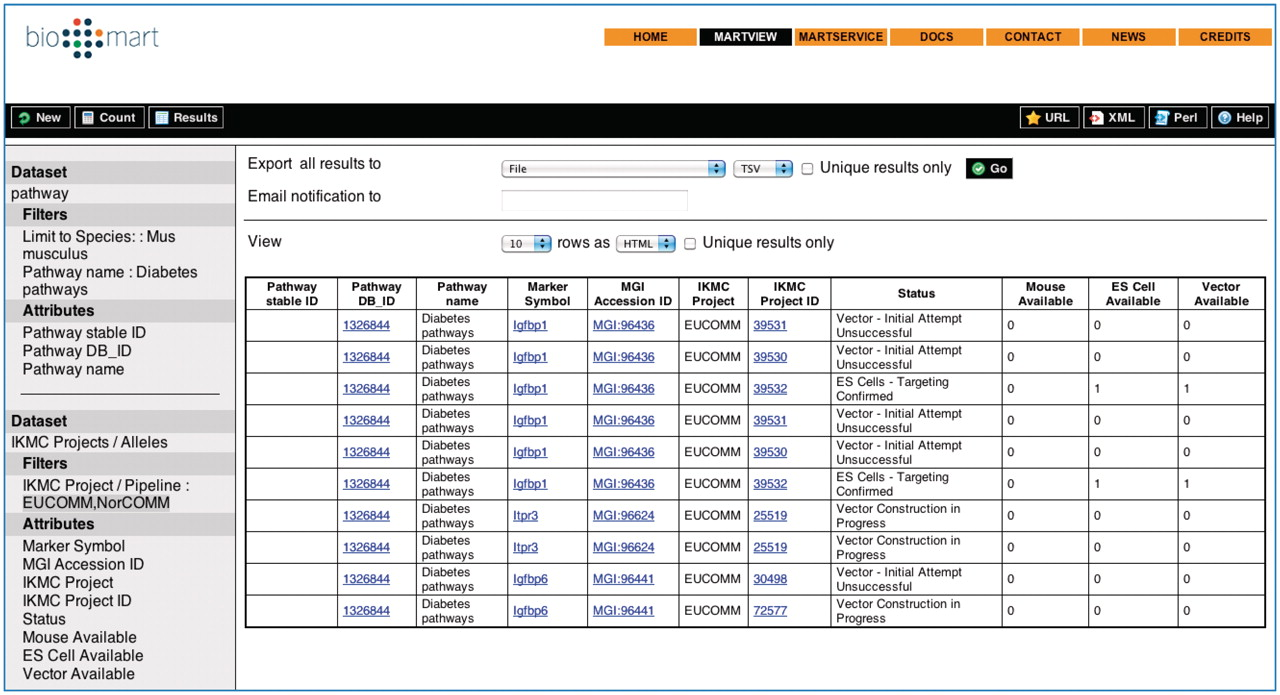 bio mart
HOME MARTVIEW MARTSERVICE DOCS CONTACT NEWS CREDITS
New Count Results URL XML Perl Help
Dataset
pathway
Filters
Limit to Species: : Mus
musculus
Pathway name : Diabetes
pathways
Attributes
Pathway stable ID
Pathway DB_ID
Pathway name
Dataset
IKMC Projects / Alleles
Filters
IKMC Project / Pipeline :
EUCOMM,NorCOMM
Attributes
Marker Symbol
MGI Accession ID
IKMC Project
IKMC Project ID
Status
Mouse Available
ES Cell Available
Vector Available
Export all results to File TSV Unique results only Go
Email notification to
View 10 rows as HTML Unique results only
Pathway stable ID Pathway DB_ID Pathway name Marker Symbol MGI Accession ID IKMC Project IKMC Project ID Status Mouse Available ES Cell Available Vector Available
1326844 Diabetes pathways Igfbp1 MGI:96436 EUCOMM 39531 Vector - Initial Attempt Unsuccessful 0 0 0
1326844 Diabetes pathways Igfbp1 MGI:96436 EUCOMM 39530 Vector - Initial Attempt Unsuccessful 0 0 0
1326844 Diabetes pathways Igfbp1 MGI:96436 EUCOMM 39532 ES Cells - Targeting Confirmed 0 1 1
1326844 Diabetes pathways Igfbp1 MGI:96436 EUCOMM 39531 Vector - Initial Attempt Unsuccessful 0 0 0
1326844 Diabetes pathways Igfbp1 MGI:96436 EUCOMM 39530 Vector - Initial Attempt Unsuccessful 0 0 0
1326844 Diabetes pathways Igfbp1 MGI:96436 EUCOMM 39532 ES Cells - Targeting Confirmed 0 1 1
1326844 Diabetes pathways Itpr3 MGI:96624 EUCOMM 25519 Vector Construction in Progress 0 0 0
1326844 Diabetes pathways Itpr3 MGI:96624 EUCOMM 25519 Vector Construction in Progress 0 0 0
1326844 Diabetes pathways Igfbp6 MGI:96441 EUCOMM 30498 Vector - Initial Attempt Unsuccessful 0 0 0
1326844 Diabetes pathways Igfbp6 MGI:96441 EUCOMM 72577 Vector Construction in Progress 0 0 0